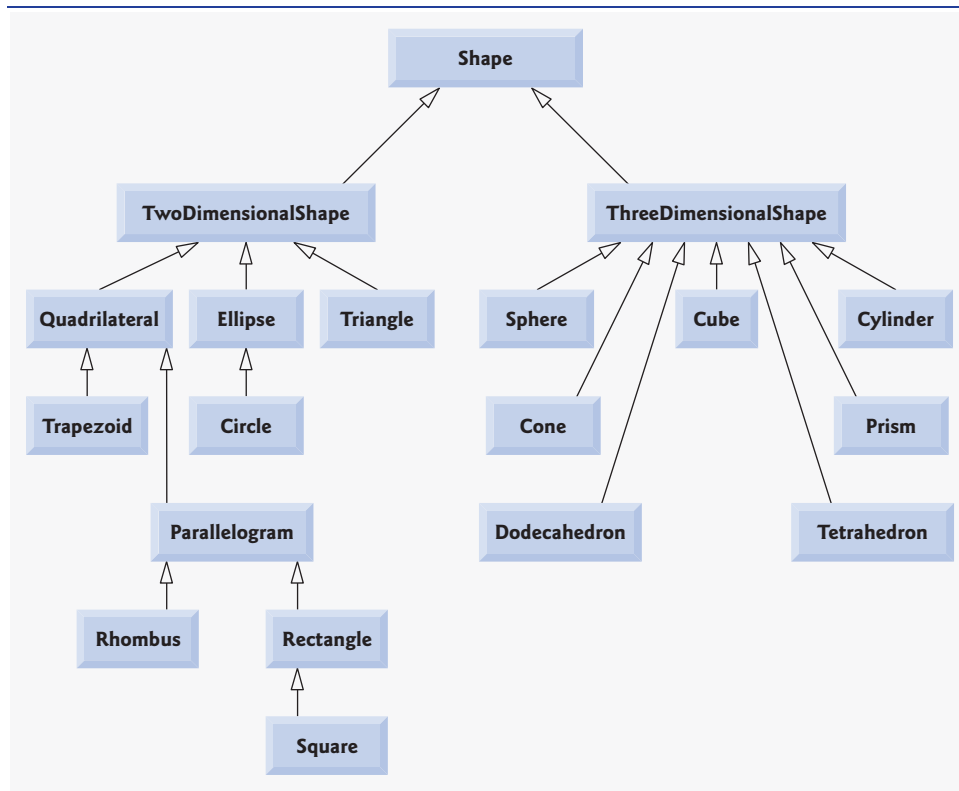 Shape
TwoDimensionalShape
ThreeDimensionalShape
Quadrilateral
Ellipse
Triangle
Sphere
Cube
Cylinder
Trapezoid
Circle
Cone
Prism
Parallelogram
Dodecahedron
Tetrahedron
Rhombus
Rectangle
Square